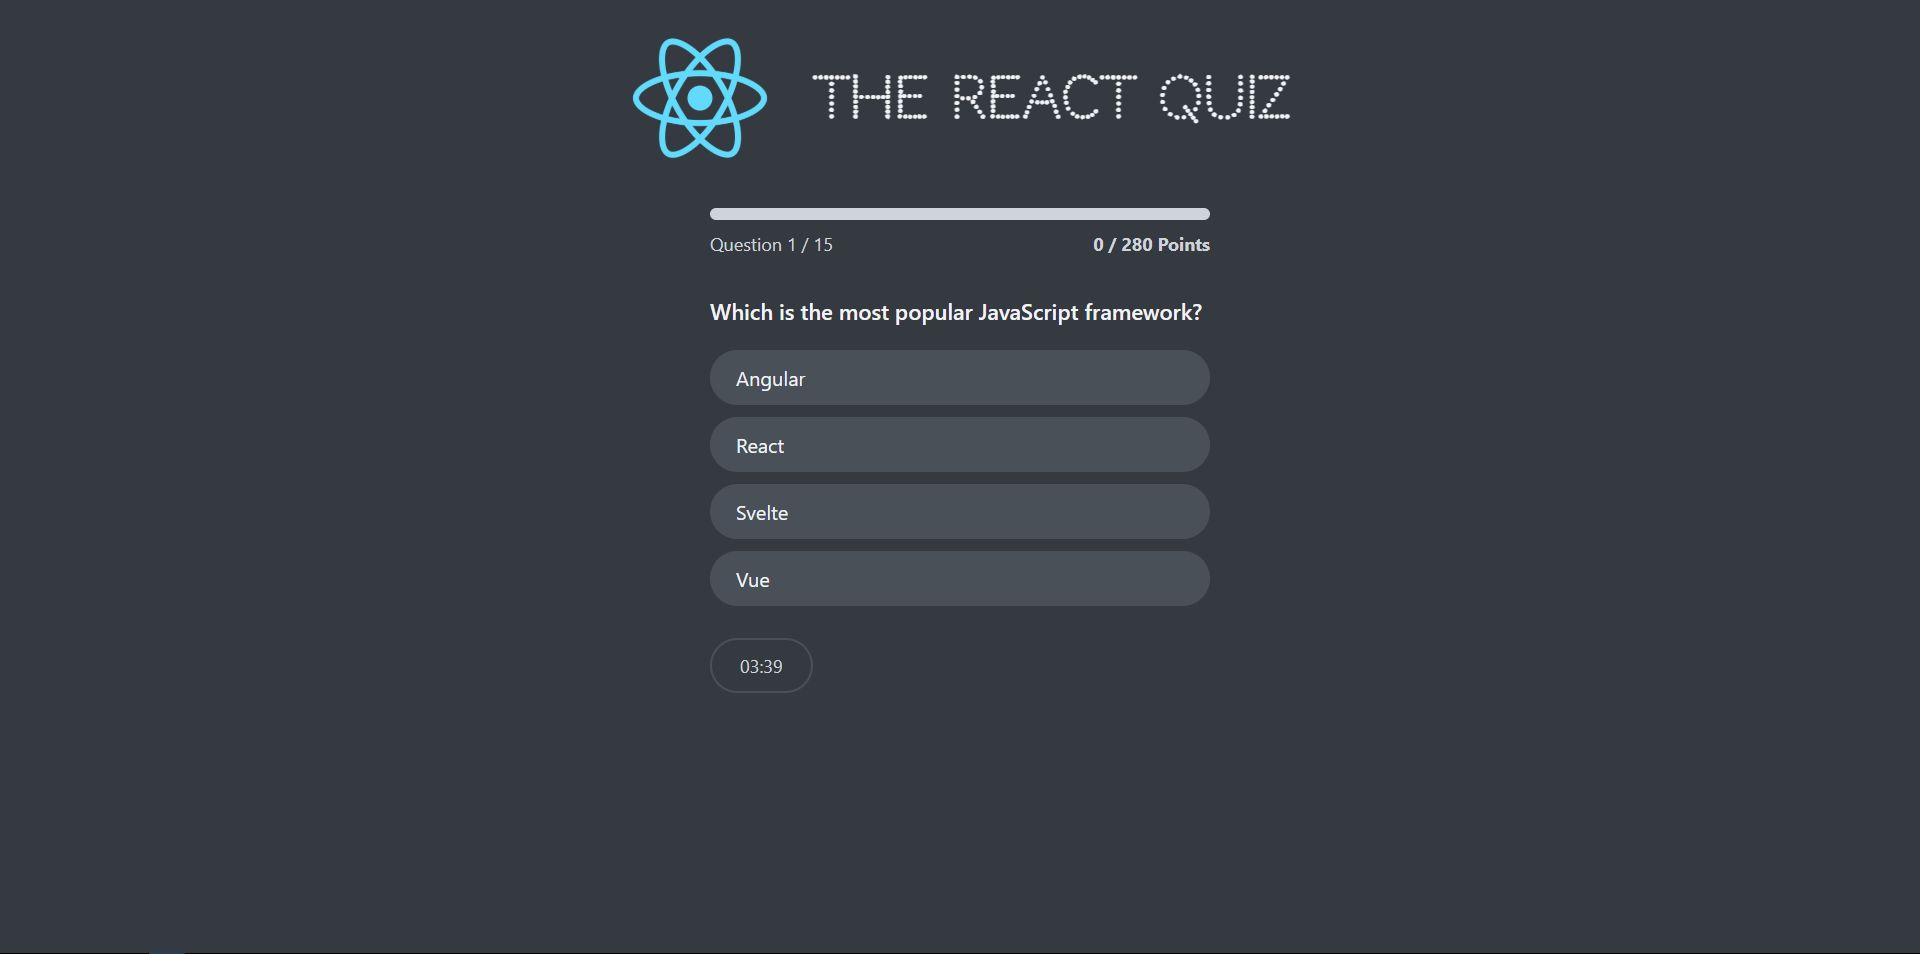 THE REACT QUIZ
Question 1 / 15
0 / 280 Points
Which is the most popular JavaScript framework?
Angular
React
Svelte
Vue
03:39